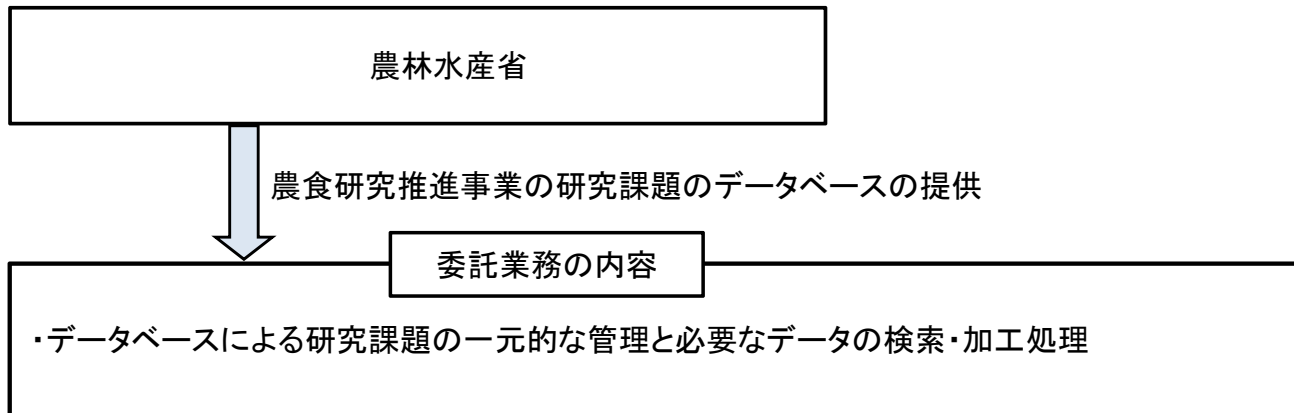 農林水産省
農食研究推進事業の研究課題のデータベースの提供
委託業務の内容
・データベースによる研究課題の一元的な管理と必要なデータの検索・加工処理